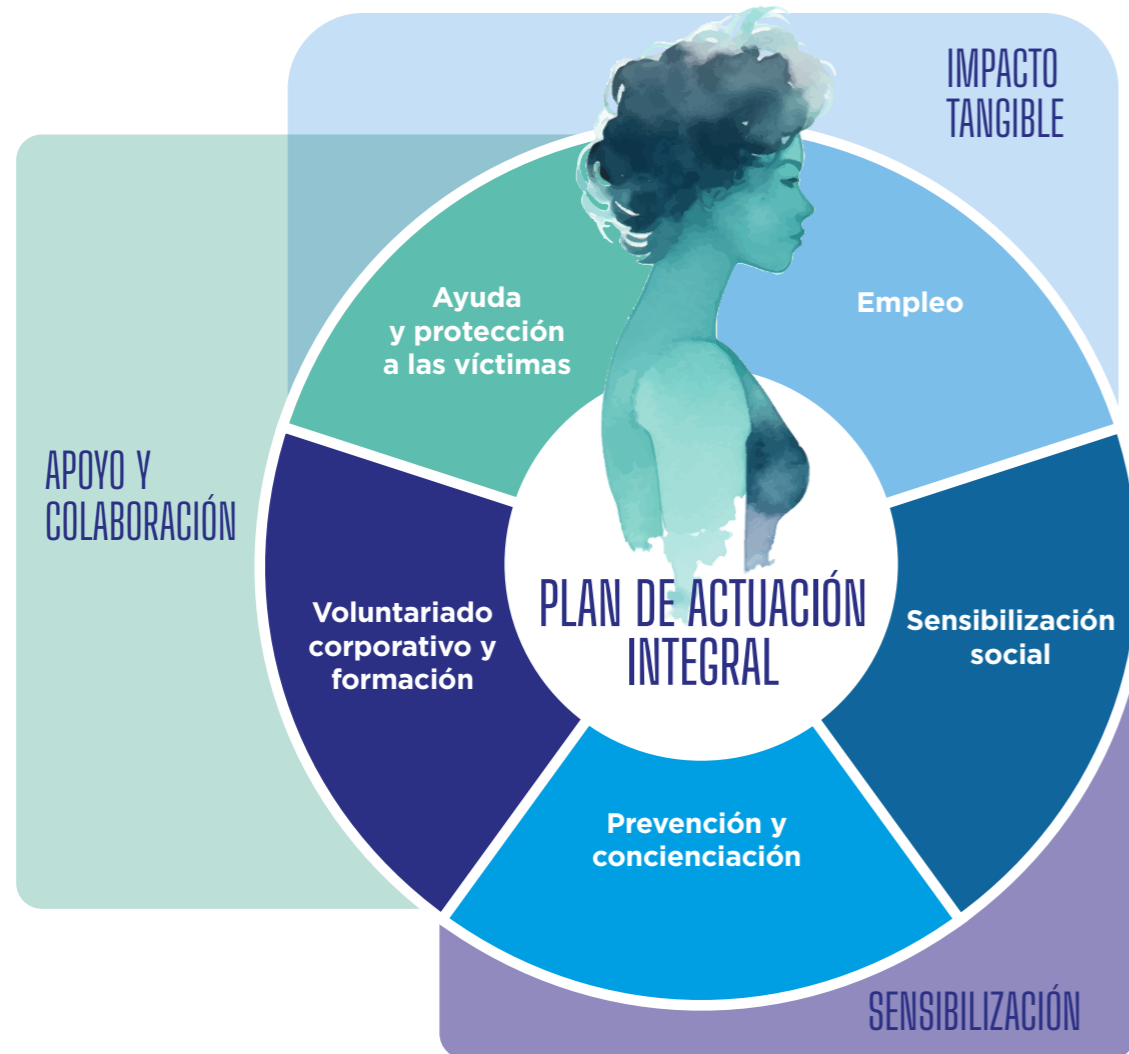 IMPACTO
TANGIBLE
Ayuda
y protección
a las víctimas
Empleo
APOYO Y
COLABORACIÓN
PLAN DE ACTUACIÓN
INTEGRAL
Voluntariado
corporativo y
formación
Sensibilización
social
Prevención y
concienciación
SENSIBILIZACIÓN